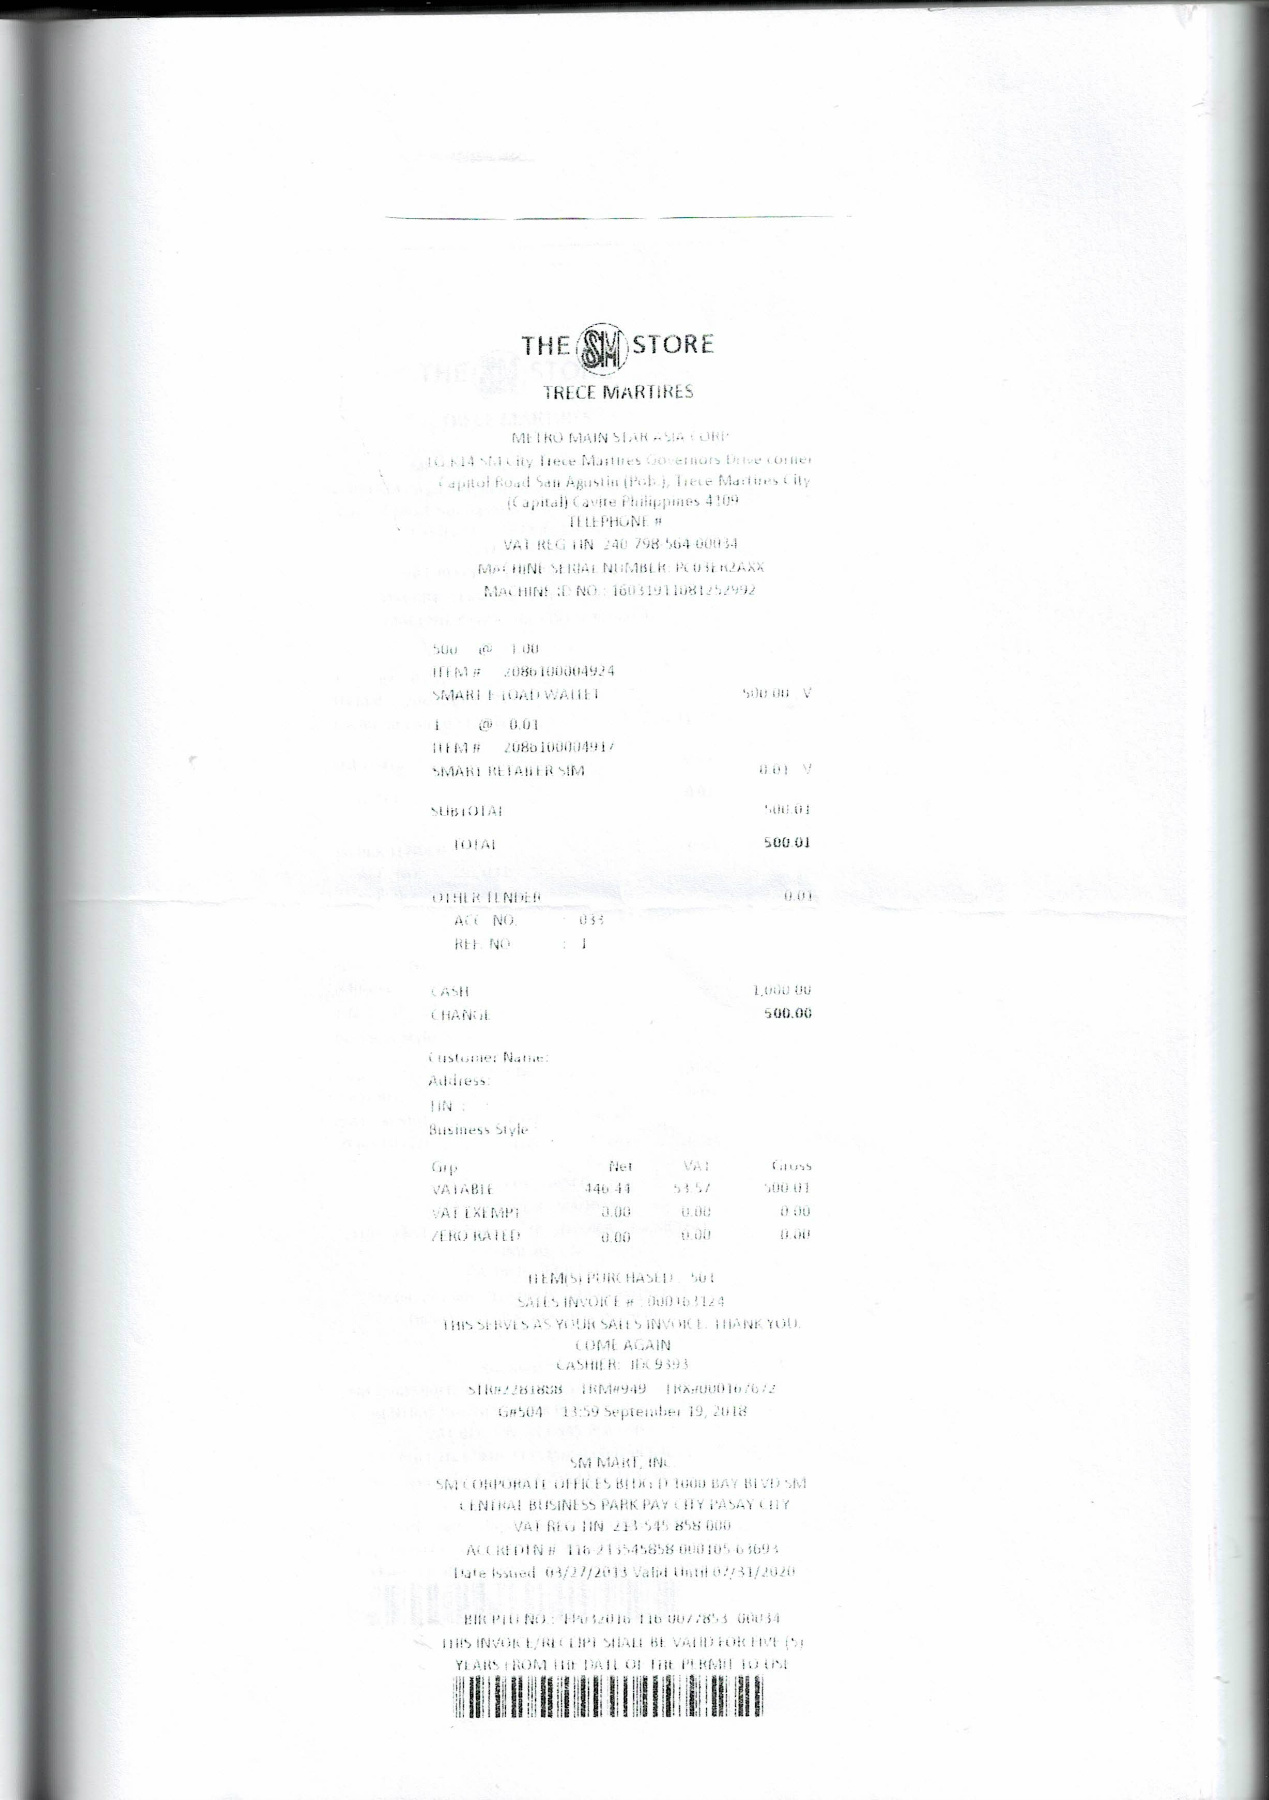 THE SM STORE
TRECE MARTIRES
METRO MAIN STAR ASIA CORP
SM City Trece Martires Governors Drive corner
Capitol Road San Agustin (Pob.), Trece Martires City
(Capital) Cavite Philippines 4109
TELEPHONE #
VAT REG TIN 240 798 564 00034
MACHINE SERIAL NUMBER:
MACHINE ID NO.: 16031911081252992
500 @ 1.00
ITEM # 2086100004924
SMART E LOAD WALLET 500.00 V
1 @ 0.01
ITEM # 2086100004917
SMART RETAILER SIM 0.01 V
SUBTOTAL 500.01
TOTAL 500.01
OTHER TENDER 0.01
ACC. NO. : 033
REF. NO : 1
CASH 1,000.00
CHANGE 500.00
Customer Name:
Address:
TIN :
Business Style
Grp Net VAT Gross
VATABLE 446.44 53.57 500.01
VAT EXEMPT 0.00 0.00 0.00
ZERO RATED 0.00 0.00 0.00
ITEM(S) PURCHASED : 501
SALES INVOICE # : 000163124
THIS SERVES AS YOUR SALES INVOICE. THANK YOU.
COME AGAIN
CASHIER: 9393
TRM#949
G#504 13:59 September 19, 2018
SM MART, INC
SM CORPORATE OFFICES BLDG D 1000 BAY BLVD SM
CENTRAL BUSINESS PARK PAY CITY PASAY CITY
VAT REG TIN 213 545 858 000
ACCREDTN # 116 213545858 000105 63693
Date Issued 03/27/2013 Valid Until 07/31/2020
BIR PTU NO.: FP032016 116 0077853 00034
THIS INVOICE/RECEIPT SHALL BE VALID FOR FIVE (5)
YEARS FROM THE DATE OF THE PERMIT TO USE